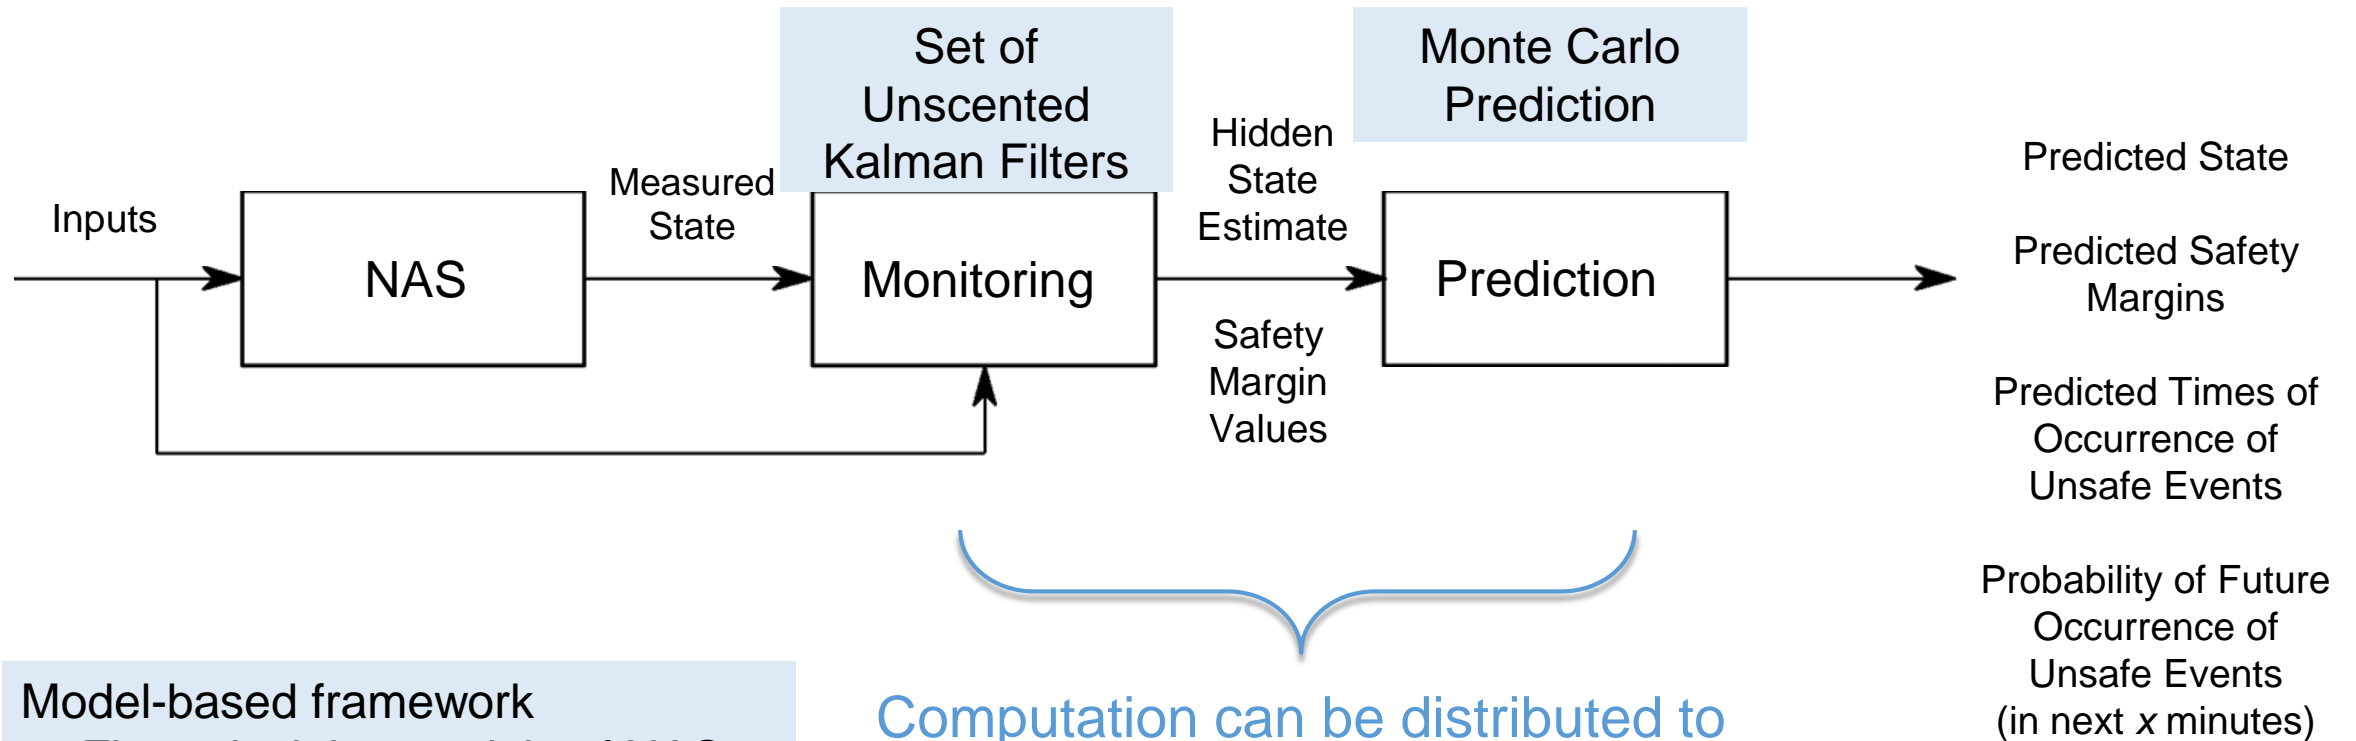 Set of
Unscented
Kalman Filters
Monte Carlo
Prediction
Inputs
NAS
Measured
State
Monitoring
Hidden
State
Estimate
Safety
Margin
Values
Prediction
Predicted State
Predicted Safety
Margins
Predicted Times of
Occurrence of
Unsafe Events
Probability of Future
Occurrence of
Unsafe Events
(in next x minutes)
Model-based framework
Computation can be distributed to